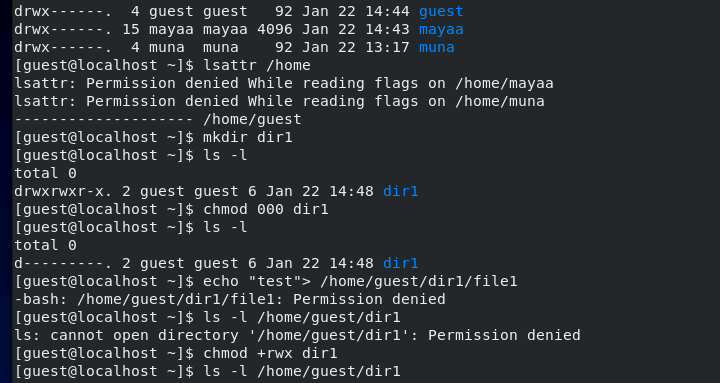 drwx------.  4 guest guest   92 Jan 22 14:44 guest
drwx------. 15 mayaa mayaa 4096 Jan 22 14:43 mayaa
drwx------.  4 muna  muna    92 Jan 22 13:17 muna
[guest@localhost ~]$ lsattr /home
lsattr: Permission denied While reading flags on /home/mayaa
lsattr: Permission denied While reading flags on /home/muna
-------------------- /home/guest
[guest@localhost ~]$ mkdir dir1
[guest@localhost ~]$ ls -l
total 0
drwxrwxr-x. 2 guest guest 6 Jan 22 14:48 dir1
[guest@localhost ~]$ chmod 000 dir1
[guest@localhost ~]$ ls -l
total 0
d---------. 2 guest guest 6 Jan 22 14:48 dir1
[guest@localhost ~]$ echo "test"> /home/guest/dir1/file1
-bash: /home/guest/dir1/file1: Permission denied
[guest@localhost ~]$ ls -l /home/guest/dir1
ls: cannot open directory '/home/guest/dir1': Permission denied
[guest@localhost ~]$ chmod +rwx dir1
[guest@localhost ~]$ ls -l /home/guest/dir1